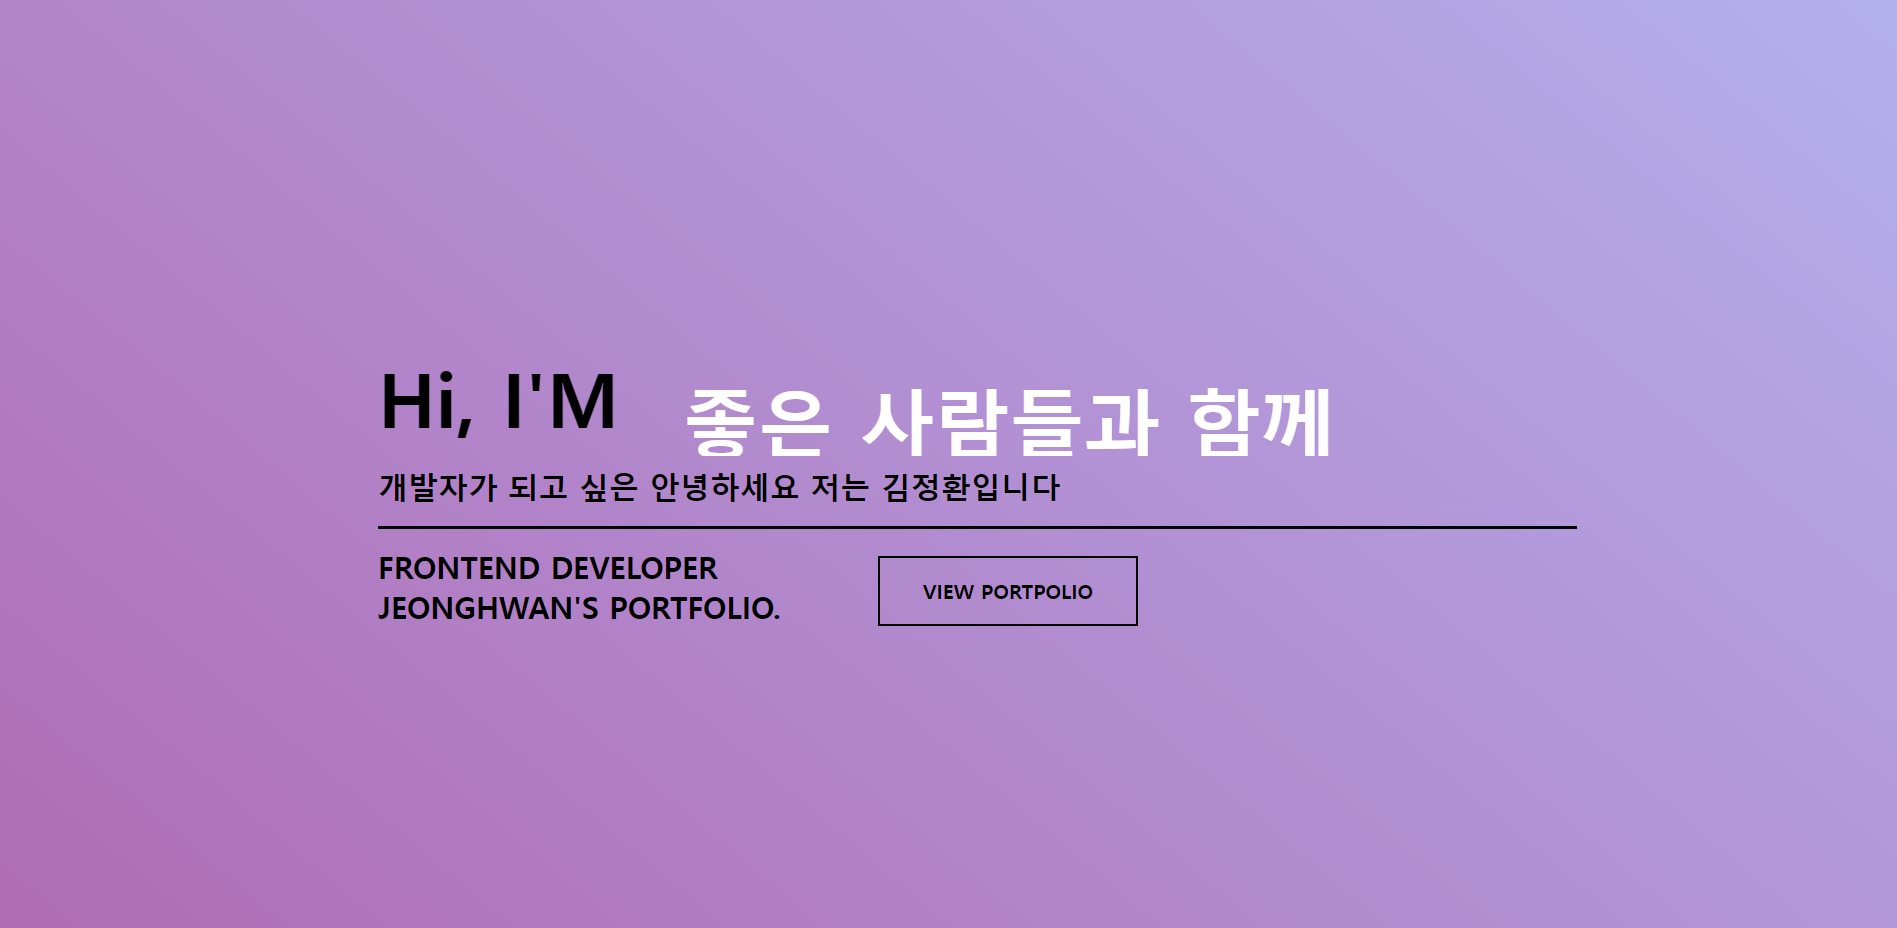 Hi, I'M 좋은 사람들과 함께
개발자가 되고 싶은 안녕하세요 저는 김정환입니다
FRONTEND DEVELOPER
JEONGHWAN'S PORTFOLIO.
VIEW PORTPOLIO